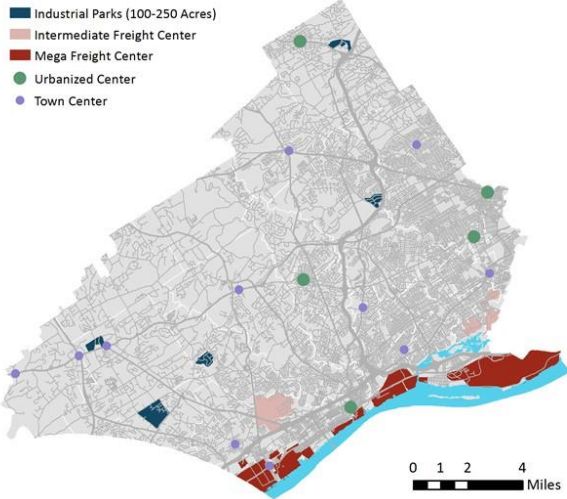 Industrial Parks (100-250 Acres)
Intermediate Freight Center
Mega Freight Center
Urbanized Center
Town Center
0 1 2 4
Miles